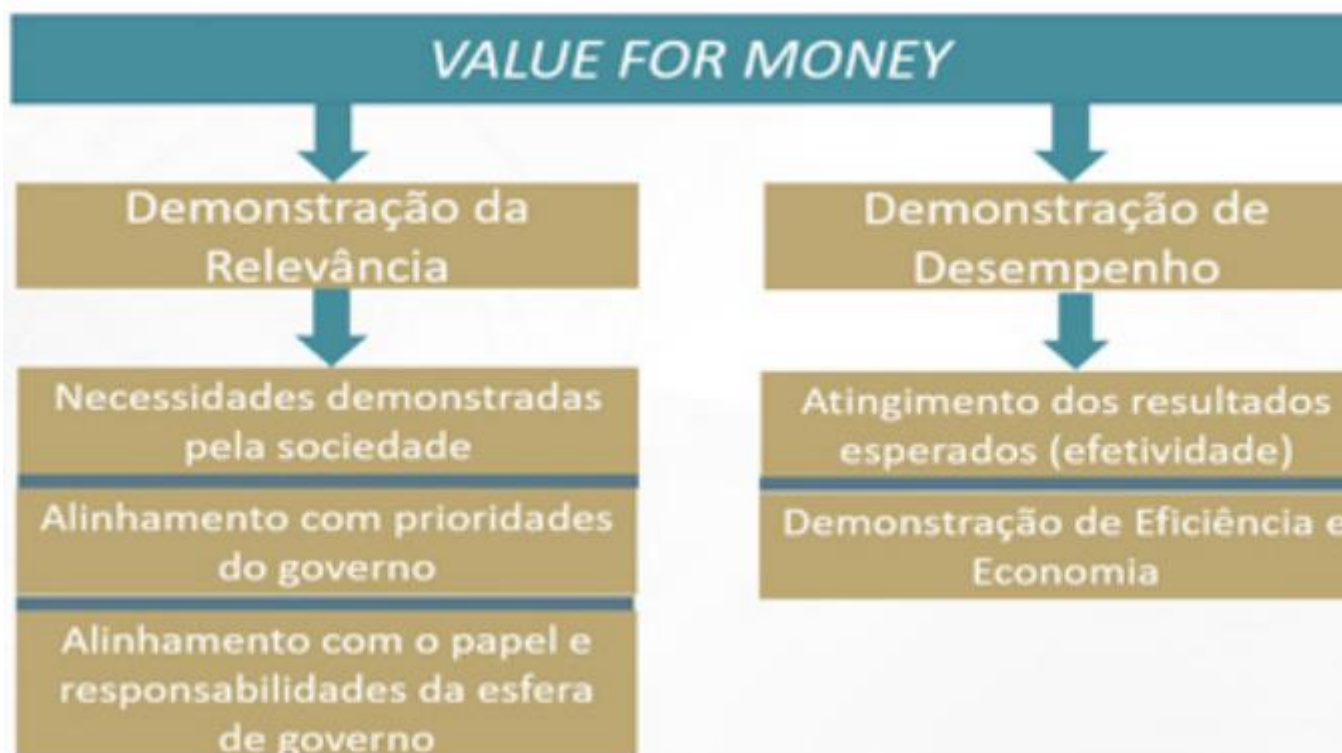 VALUE FOR MONEY
Demonstração da
Relevância
Necessidades demonstradas
pela sociedade
Alinhamento com prioridades
do governo
Alinhamento com o papel e
responsabilidades da esfera
de governo
Demonstração de
Desempenho
Atingimento dos resultados
esperados (efetividade)
Demonstração de Eficiência e
Economia